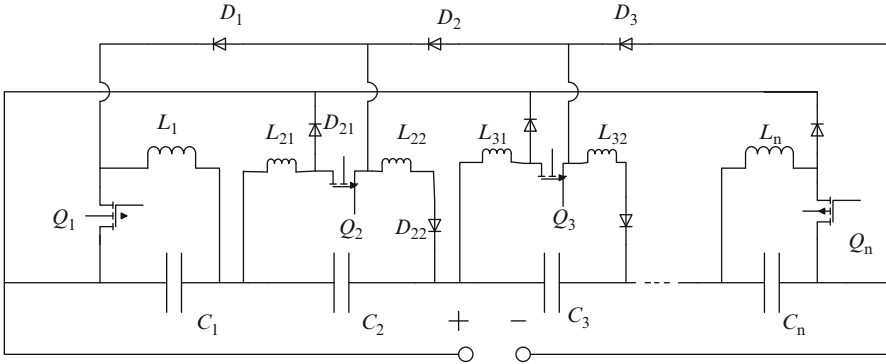 D1 D2 D3
L1 L21 D21 L22 L31 L32 Ln
Q1 Q2 D22 Q3 Qn
C1 C2 + − C3 Cn